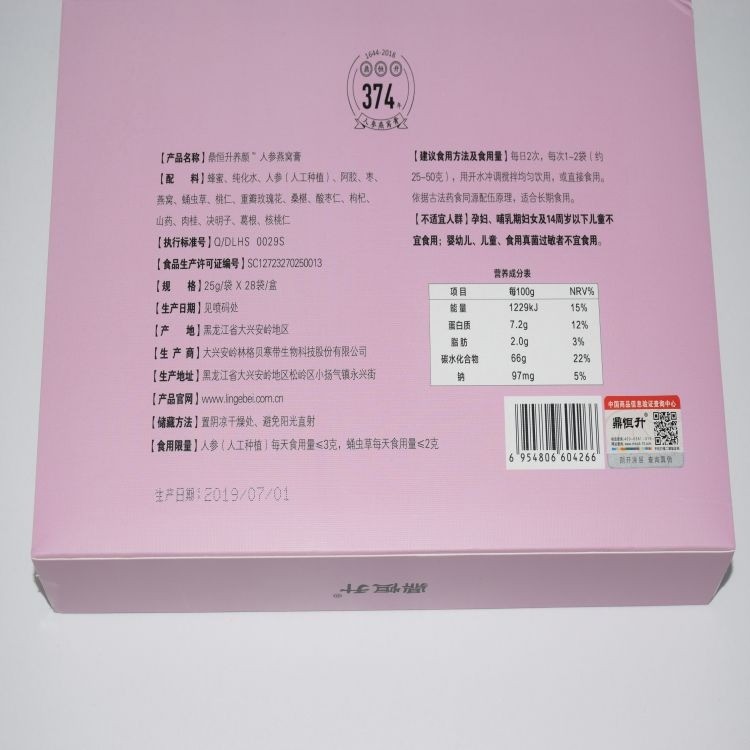 1644-2018
鼎恒升
374年
人参燕窝膏
【产品名称】鼎恒升养颜™人参燕窝膏
【配 料】蜂蜜、纯化水、人参（人工种植）、阿胶、枣、
燕窝、蛹虫草、桃仁、重瓣玫瑰花、桑椹、酸枣仁、枸杞、
山药、肉桂、决明子、葛根、核桃仁
【执行标准号】Q/DLHS 0029S
【食品生产许可证编号】SC12723270250013
【规 格】25g/袋 X 28袋/盒
【生产日期】见喷码处
【产 地】黑龙江省大兴安岭地区
【生 产 商】大兴安岭林格贝寒带生物科技股份有限公司
【生产地址】黑龙江省大兴安岭地区松岭区小扬气镇永兴街
【产品官网】www.lingebei.com.cn
【储藏方法】置阴凉干燥处、避免阳光直射
【食用限量】人参（人工种植）每天食用量≤3克，蛹虫草每天食用量≤2克
生产日期:2019/07/01
【建议食用方法及食用量】每日2次，每次1~2袋（约
25~50克），用开水冲调搅拌均匀饮用，或直接食用。
依据古法药食同源配伍原理，适合长期食用。
【不适宜人群】孕妇、哺乳期妇女及14周岁以下儿童不
宜食用；婴幼儿、儿童、食用真菌过敏者不宜食用。
营养成分表
项目 每100g NRV%
能量 1229kJ 15%
蛋白质 7.2g 12%
脂肪 2.0g 3%
碳水化合物 66g 22%
钠 97mg 5%
6 954806 604266
中国商品信息验证查询中心
鼎恒升
刮开涂层 查询真伪
鼎恒升®